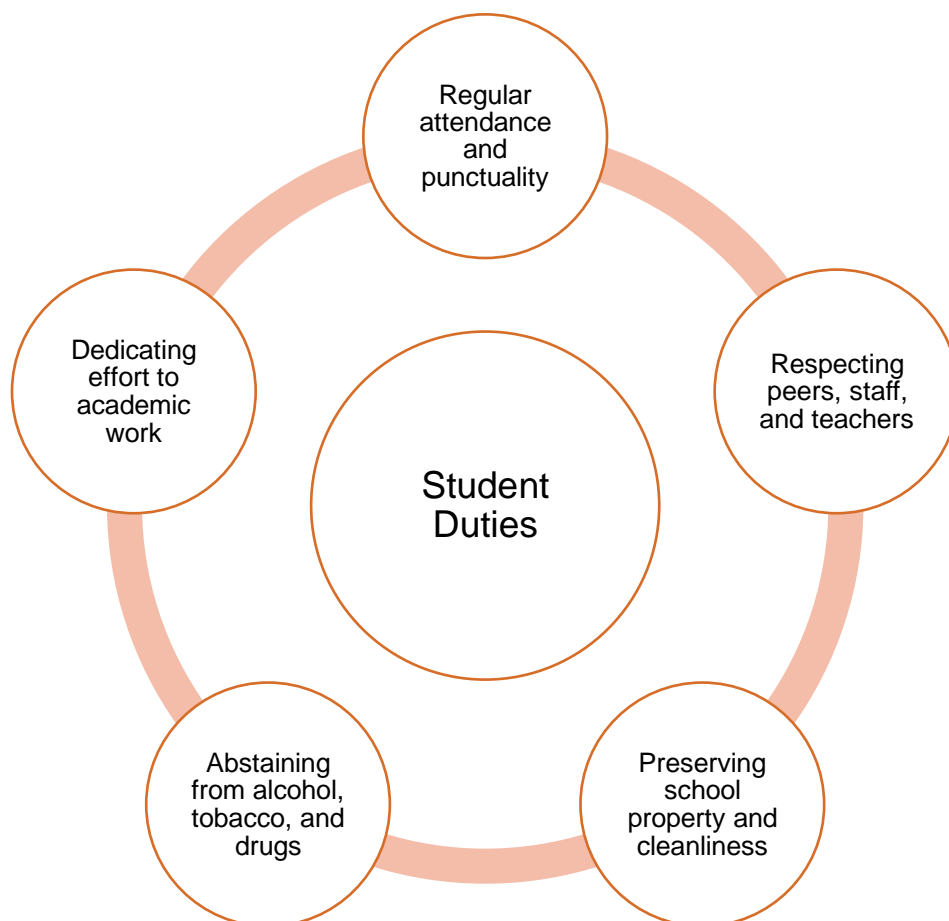 Regular
attendance
and
punctuality
Respecting
peers, staff,
and teachers
Preserving
school
property and
cleanliness
Abstaining
from alcohol,
tobacco, and
drugs
Dedicating
effort to
academic
work
Student
Duties